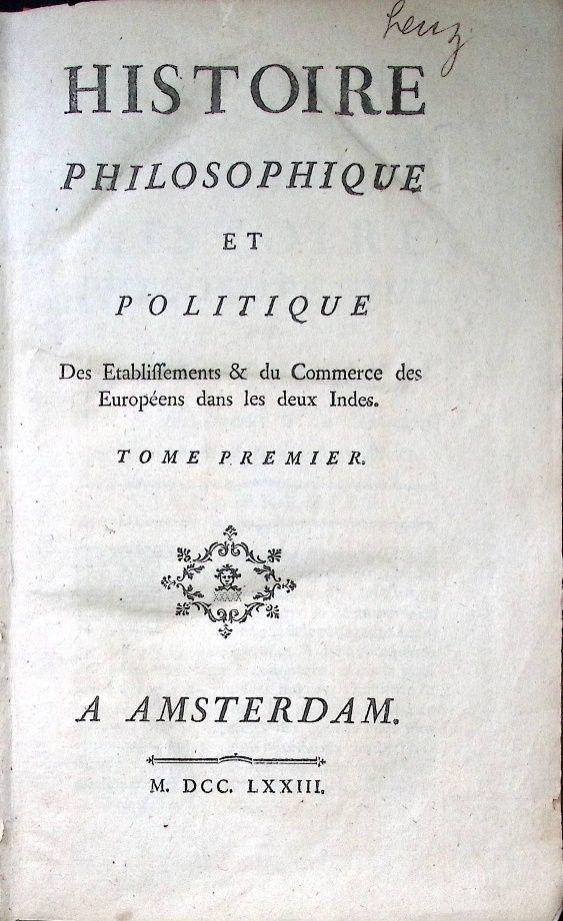 Lenz
HISTOIRE
PHILOSOPHIQUE
ET
POLITIQUE
Des Etabliſſements & du Commerce des
Européens dans les deux Indes.
TOME PREMIER.
A AMSTERDAM.
M. DCC. LXXIII.